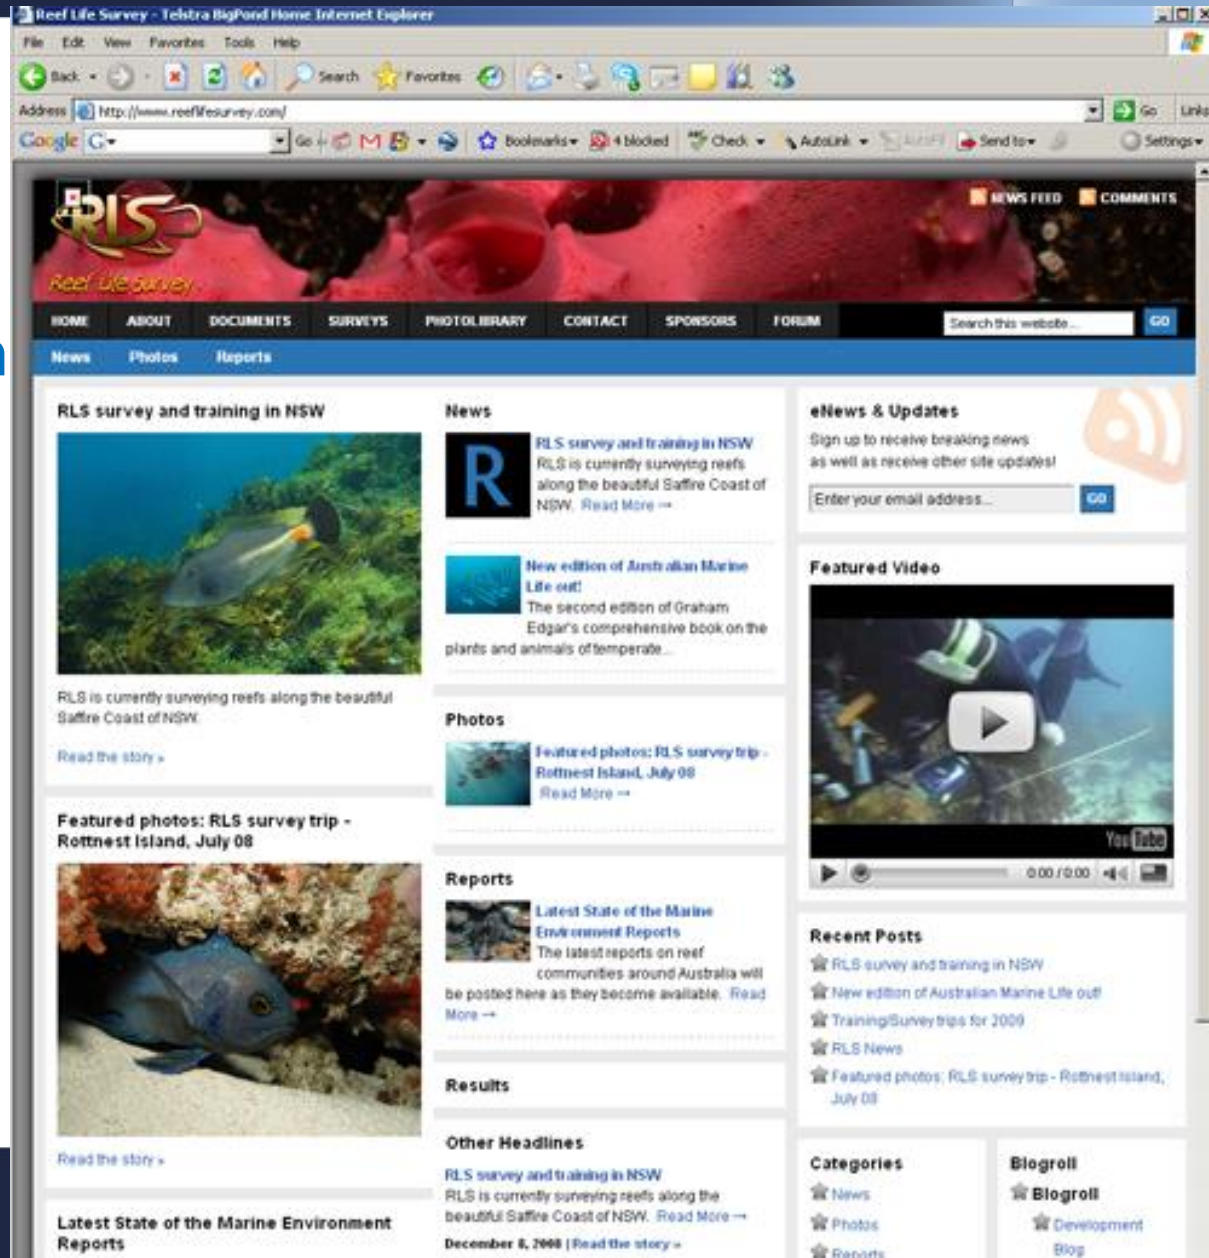 Reef Life Survey - Telstra BigPond Home Internet Explorer
File Edit View Favorites Tools Help
Back Search Favorites
Address http://www.reeflifesurvey.com/ Go Links
Google G Go Bookmarks 4 blocked Check AutoLink AutoFill Send to Settings
RLS
Reef Life Survey
NEWS FEED COMMENTS
HOME ABOUT DOCUMENTS SURVEYS PHOTOLIBRARY CONTACT SPONSORS FORUM Search this website... GO
News Photos Reports
RLS survey and training in NSW
RLS is currently surveying reefs along the beautiful
Saffire Coast of NSW.
Read the story »
Featured photos: RLS survey trip -
Rottnest Island, July 08
Read the story »
Latest State of the Marine Environment
Reports
News
R
RLS survey and training in NSW
RLS is currently surveying reefs
along the beautiful Saffire Coast of
NSW. Read More →
New edition of Australian Marine
Life out!
The second edition of Graham
Edgar's comprehensive book on the
plants and animals of temperate...
Photos
Featured photos: RLS survey trip -
Rottnest Island, July 08
Read More →
Reports
Latest State of the Marine
Environment Reports
The latest reports on reef
communities around Australia will
be posted here as they become available. Read
More →
Results
Other Headlines
RLS survey and training in NSW
RLS is currently surveying reefs along the
beautiful Saffire Coast of NSW. Read More →
December 8, 2008 | Read the story »
eNews & Updates
Sign up to receive breaking news
as well as receive other site updates!
Enter your email address... GO
Featured Video
YouTube
0:00 / 0:00
Recent Posts
RLS survey and training in NSW
New edition of Australian Marine Life out!
Training/Survey trips for 2009
RLS News
Featured photos: RLS survey trip - Rottnest Island,
July 08
Categories
News
Photos
Reports
Blogroll
Blogroll
Development
Blog